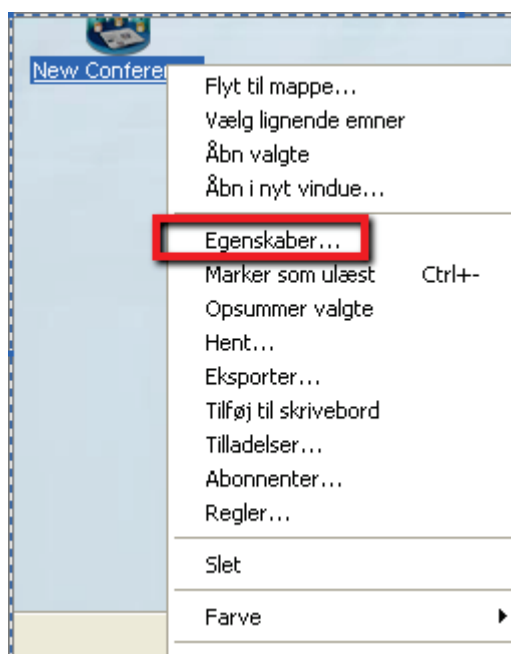 New Conferen
Flyt til mappe...
Vælg lignende emner
Åbn valgte
Åbn i nyt vindue...
Egenskaber...
Marker som ulæst Ctrl+-
Opsummer valgte
Hent...
Eksporter...
Tilføj til skrivebord
Tilladelser...
Abonnenter...
Regler...
Slet
Farve